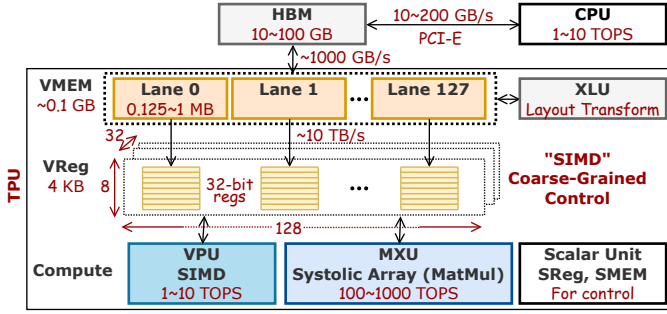 HBM
10~100 GB
10~200 GB/s
PCI-E
CPU
1~10 TOPS
~1000 GB/s
TPU
VMEM
~0.1 GB
Lane 0
0.125~1 MB
Lane 1
...
Lane 127
XLU
Layout Transform
32
~10 TB/s
VReg
4 KB
8
32-bit
regs
...
"SIMD"
Coarse-Grained
Control
128
Compute
VPU
SIMD
1~10 TOPS
MXU
Systolic Array (MatMul)
100~1000 TOPS
Scalar Unit
SReg, SMEM
For control